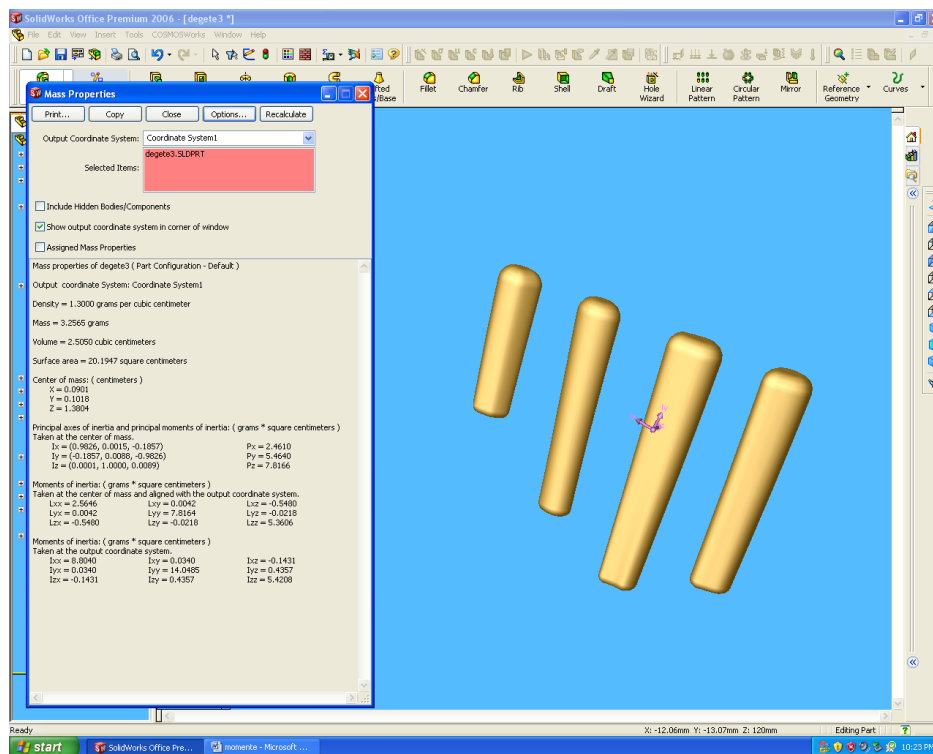 SolidWorks Office Premium 2006 - [degete3 *]
File Edit View Insert Tools COSMOSWorks Window Help
Fillet Chamfer Rib Shell Draft Hole Wizard Linear Pattern Circular Pattern Mirror Reference Geometry Curves
Mass Properties
Print... Copy Close Options... Recalculate
Output Coordinate System: Coordinate System1
Selected Items: degete3.SLDPRT
Include Hidden Bodies/Components
Show output coordinate system in corner of window
Assigned Mass Properties
Mass properties of degete3 ( Part Configuration - Default )
Output coordinate System: Coordinate System1
Density = 1.3000 grams per cubic centimeter
Mass = 3.2565 grams
Volume = 2.5050 cubic centimeters
Surface area = 20.1947 square centimeters
Center of mass: ( centimeters )
X = 0.0901
Y = 0.1018
Z = 1.3804
Principal axes of inertia and principal moments of inertia: ( grams * square centimeters )
Taken at the center of mass.
Ix = (0.9826, 0.0015, -0.1857) Px = 2.4610
Iy = (-0.1857, 0.0088, -0.9826) Py = 5.4640
Iz = (0.0001, 1.0000, 0.0089) Pz = 7.8166
Moments of inertia: ( grams * square centimeters )
Taken at the center of mass and aligned with the output coordinate system.
Lxx = 2.5646 Lxy = 0.0042 Lxz = -0.5480
Lyx = 0.0042 Lyy = 7.8164 Lyz = -0.0218
Lzx = -0.5480 Lzy = -0.0218 Lzz = 5.3606
Moments of inertia: ( grams * square centimeters )
Taken at the output coordinate system.
Ixx = 8.8040 Ixy = 0.0340 Ixz = -0.1431
Iyx = 0.0340 Iyy = 14.0485 Iyz = 0.4357
Izx = -0.1431 Izy = 0.4357 Izz = 5.4208
Ready X: -12.06mm Y: -13.07mm Z: 120mm Editing Part
start SolidWorks Office Pre... momente - Microsoft ... 10:23 PM